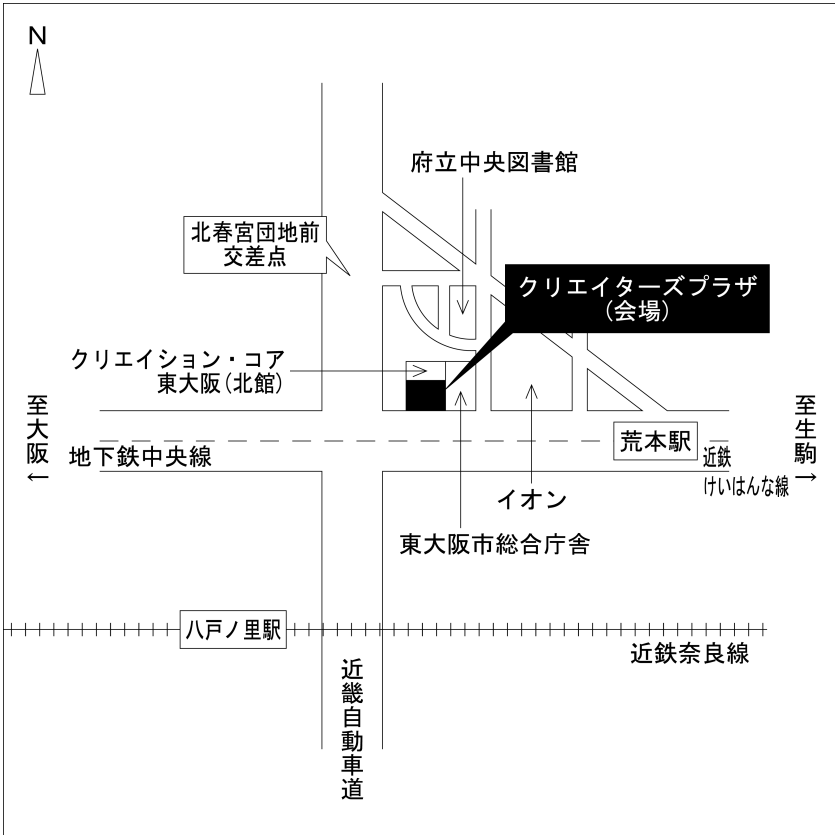 N
府立中央図書館
北春宮団地前
交差点
クリエイターズプラザ
(会場)
クリエイション・コア
東大阪(北館)
至大阪
←
至生駒
→
荒本駅
地下鉄中央線
近鉄
けいはんな線
イオン
東大阪市総合庁舎
八戸ノ里駅
近鉄奈良線
近畿自動車道